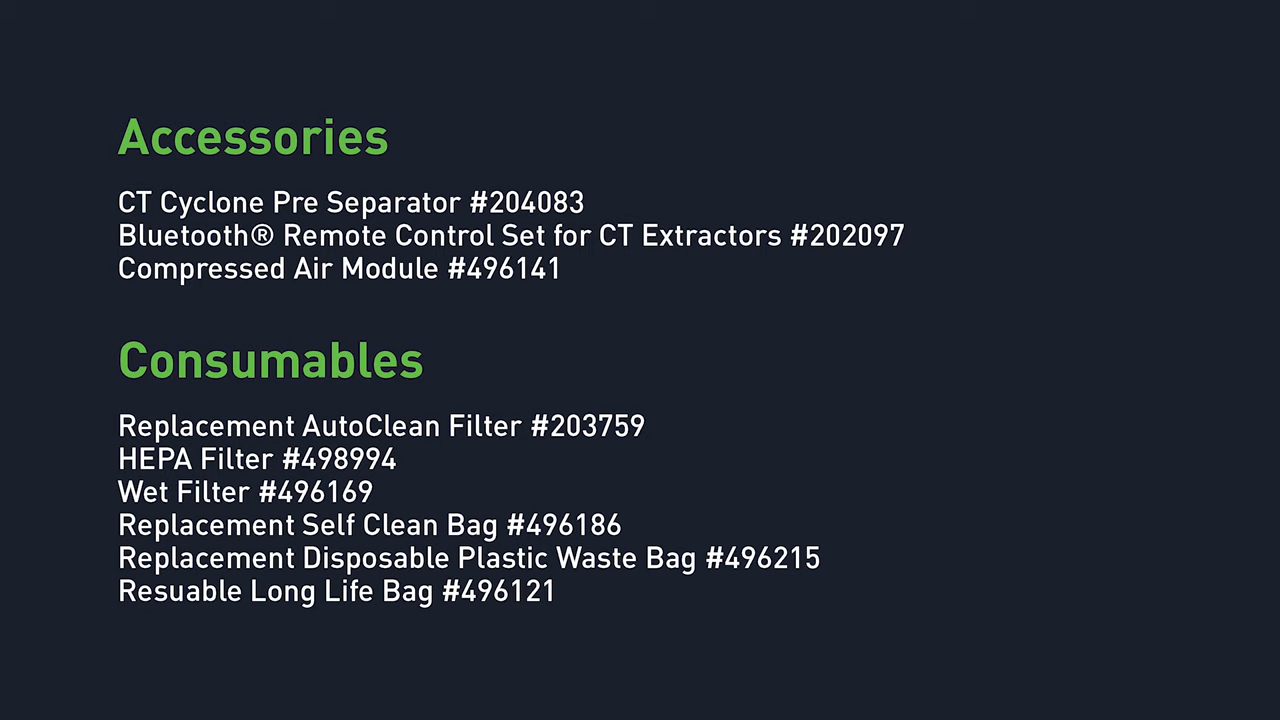 Accessories
CT Cyclone Pre Separator #204083
Bluetooth® Remote Control Set for CT Extractors #202097
Compressed Air Module #496141
Consumables
Replacement AutoClean Filter #203759
HEPA Filter #498994
Wet Filter #496169
Replacement Self Clean Bag #496186
Replacement Disposable Plastic Waste Bag #496215
Resuable Long Life Bag #496121